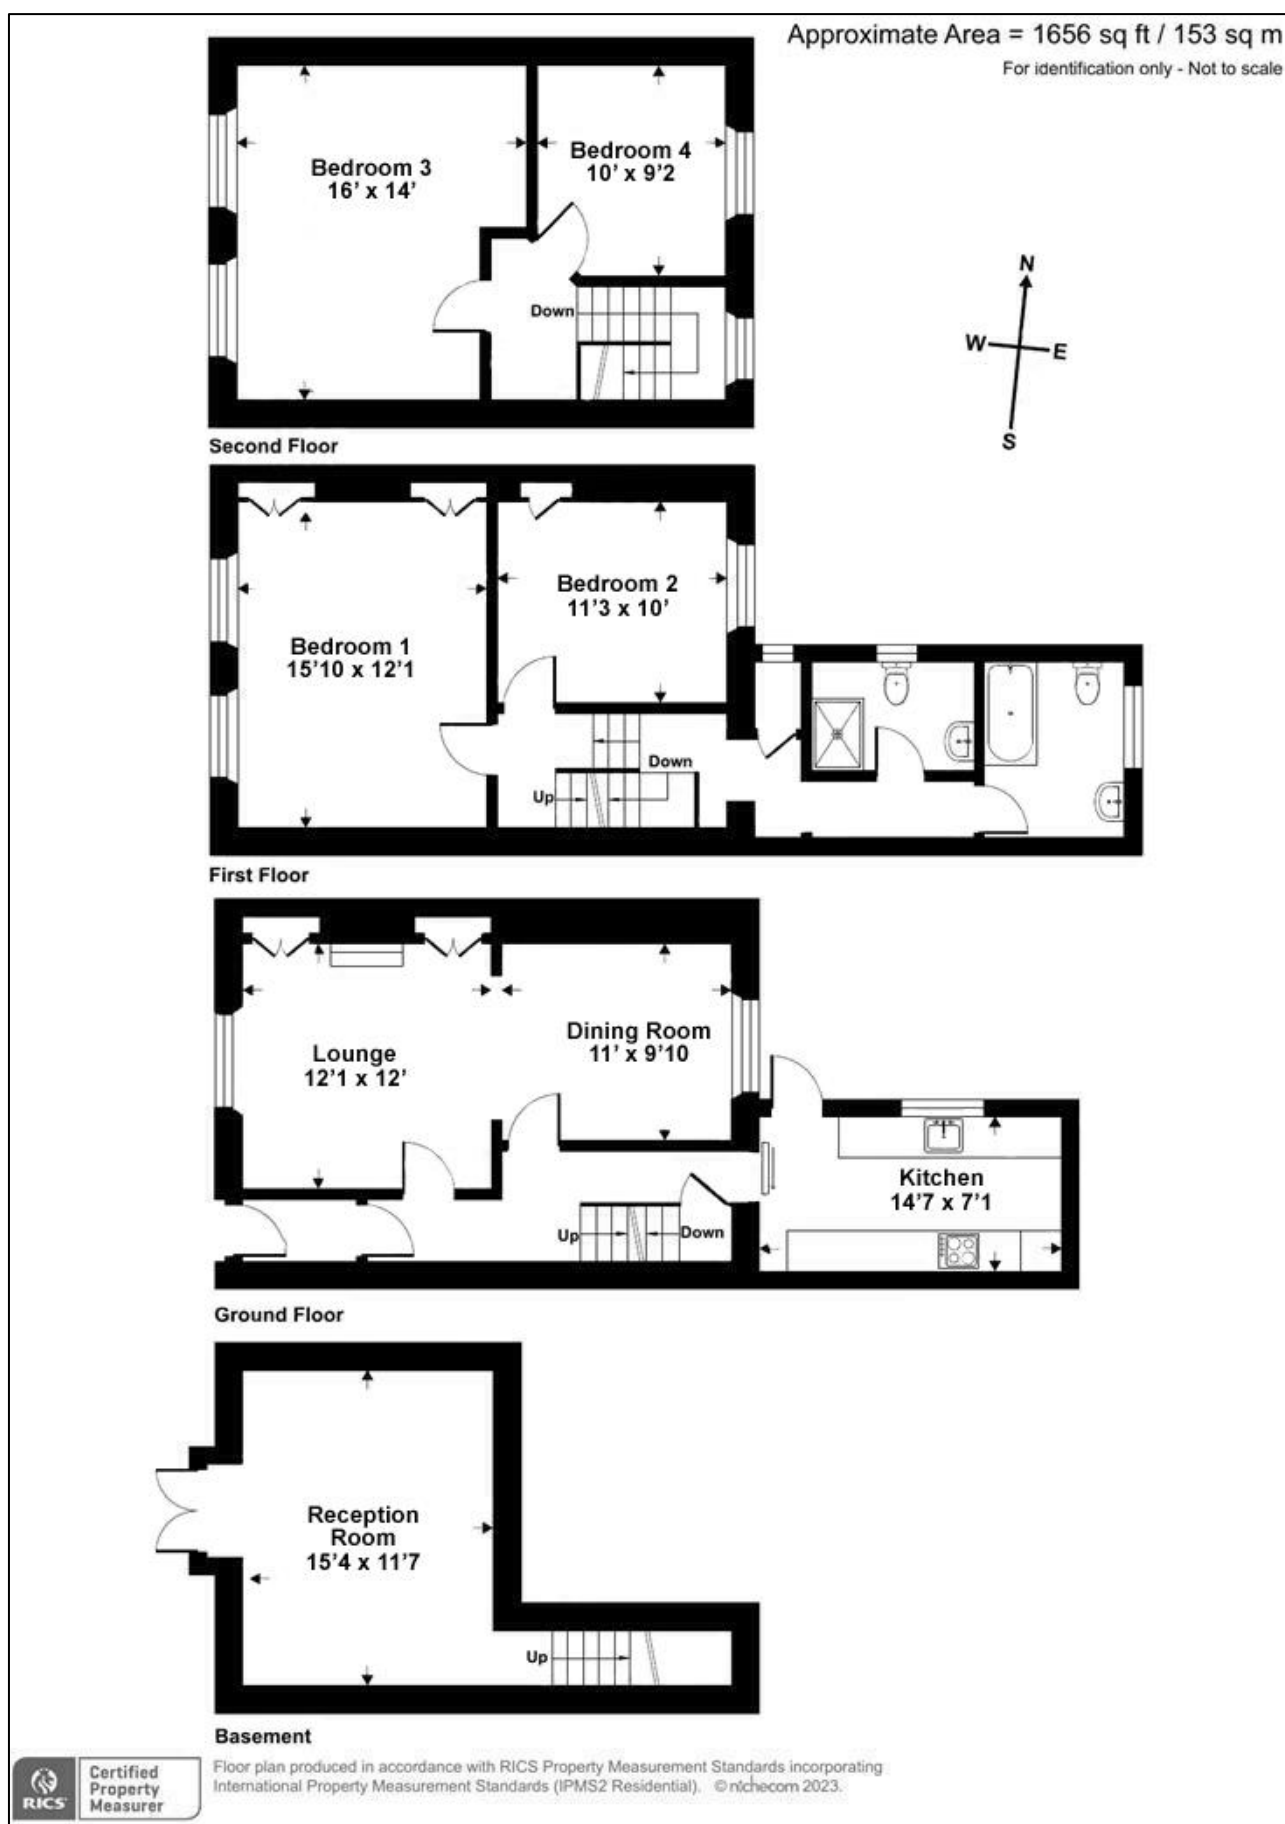 Approximate Area = 1656 sq ft / 153 sq m
For identification only - Not to scale
Bedroom 3
16' x 14'
Bedroom 4
10' x 9'2
Down
N
W
E
S
Second Floor
Bedroom 1
15'10 x 12'1
Bedroom 2
11'3 x 10'
Down
Up
First Floor
Lounge
12'1 x 12'
Dining Room
11' x 9'10
Kitchen
14'7 x 7'1
Up
Down
Ground Floor
Reception
Room
15'4 x 11'7
Up
Basement
RICS
Certified
Property
Measurer
Floor plan produced in accordance with RICS Property Measurement Standards incorporating
International Property Measurement Standards (IPMS2 Residential). © nichecom 2023.